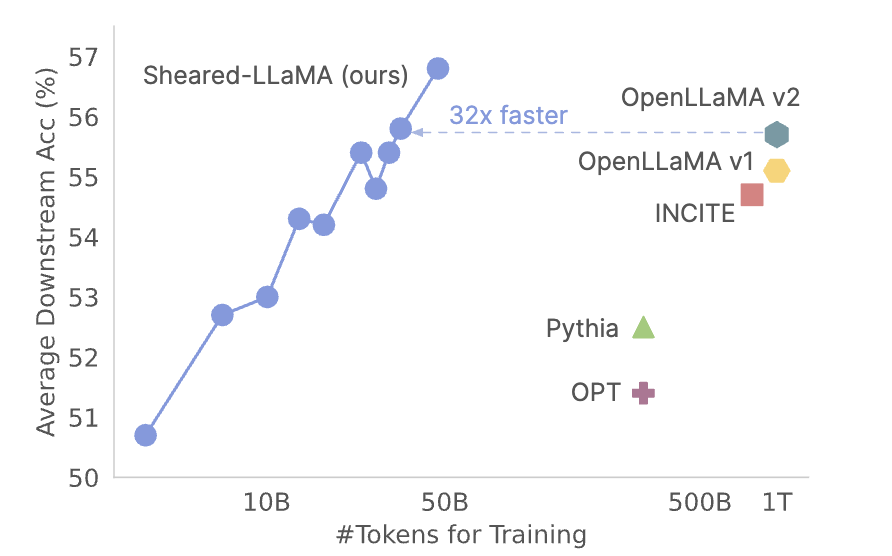 57
56
55
54
53
52
51
50
Average Downstream Acc (%)
Sheared-LLaMA (ours)
32x faster
OpenLLaMA v2
OpenLLaMA v1
INCITE
Pythia
OPT
10B
50B
500B
1T
#Tokens for Training